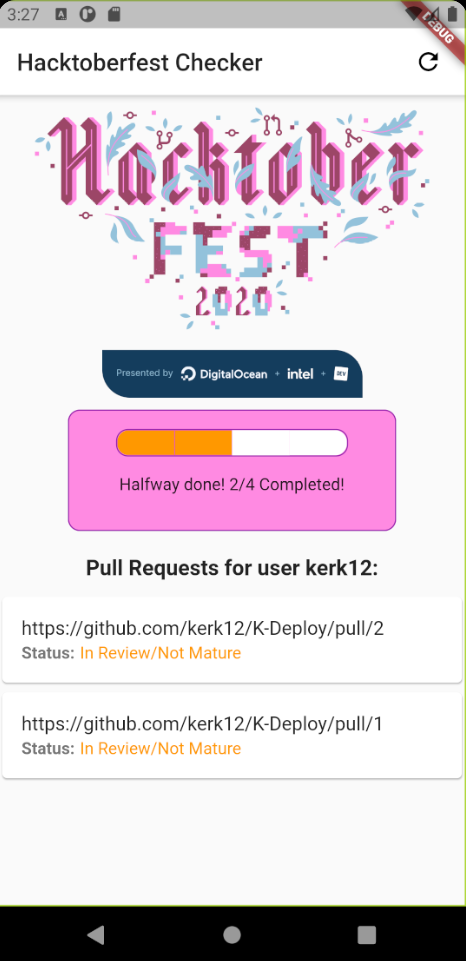 3:27
DEBUG
Hacktoberfest Checker
Hacktober
FEST
2020
Presented by DigitalOcean + intel + DEV
Halfway done! 2/4 Completed!
Pull Requests for user kerk12:
https://github.com/kerk12/K-Deploy/pull/2
Status: In Review/Not Mature
https://github.com/kerk12/K-Deploy/pull/1
Status: In Review/Not Mature